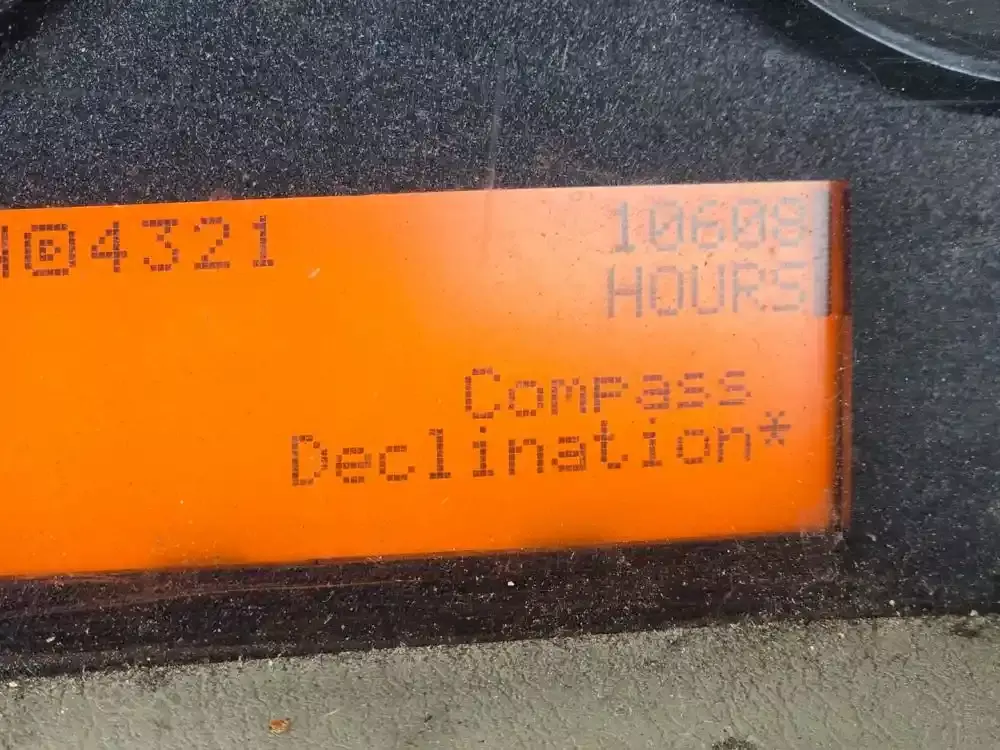 4321
10608
HOURS
Compass
Declination*